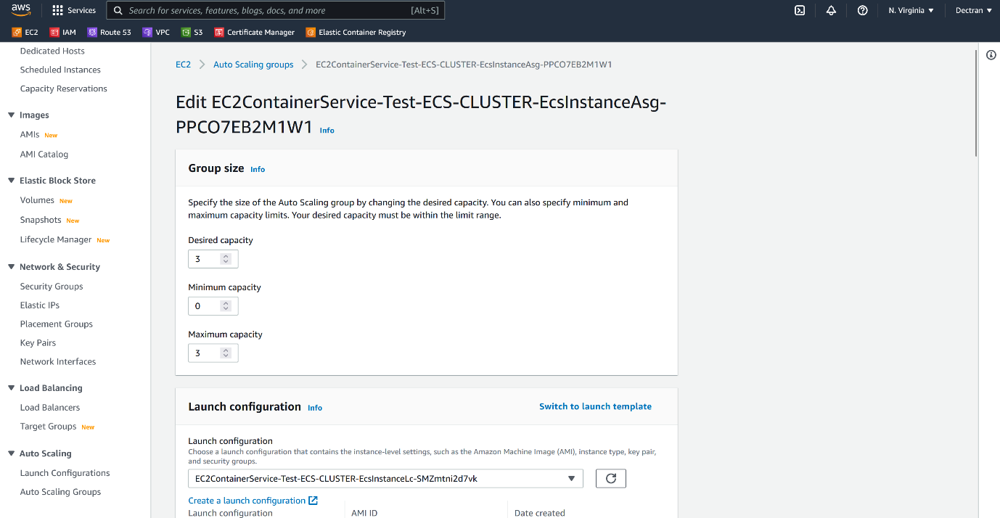 aws
Services
Search for services, features, blogs, docs, and more
[Alt+S]
N. Virginia
Dectran
EC2
IAM
Route 53
VPC
S3
Certificate Manager
Elastic Container Registry
Dedicated Hosts
Scheduled Instances
Capacity Reservations
Images
AMIs New
AMI Catalog
Elastic Block Store
Volumes New
Snapshots New
Lifecycle Manager New
Network & Security
Security Groups
Elastic IPs
Placement Groups
Key Pairs
Network Interfaces
Load Balancing
Load Balancers
Target Groups New
Auto Scaling
Launch Configurations
Auto Scaling Groups
EC2 > Auto Scaling groups > EC2ContainerService-Test-ECS-CLUSTER-EcsInstanceAsg-PPCO7EB2M1W1
Edit EC2ContainerService-Test-ECS-CLUSTER-EcsInstanceAsg-
PPCO7EB2M1W1 Info
Group size Info
Specify the size of the Auto Scaling group by changing the desired capacity. You can also specify minimum and
maximum capacity limits. Your desired capacity must be within the limit range.
Desired capacity
3
Minimum capacity
0
Maximum capacity
3
Launch configuration Info
Switch to launch template
Launch configuration
Choose a launch configuration that contains the instance-level settings, such as the Amazon Machine Image (AMI), instance type, key pair,
and security groups.
EC2ContainerService-Test-ECS-CLUSTER-EcsInstanceLc-SMZmtni2d7vk
Create a launch configuration
Launch configuration
AMI ID
Date created